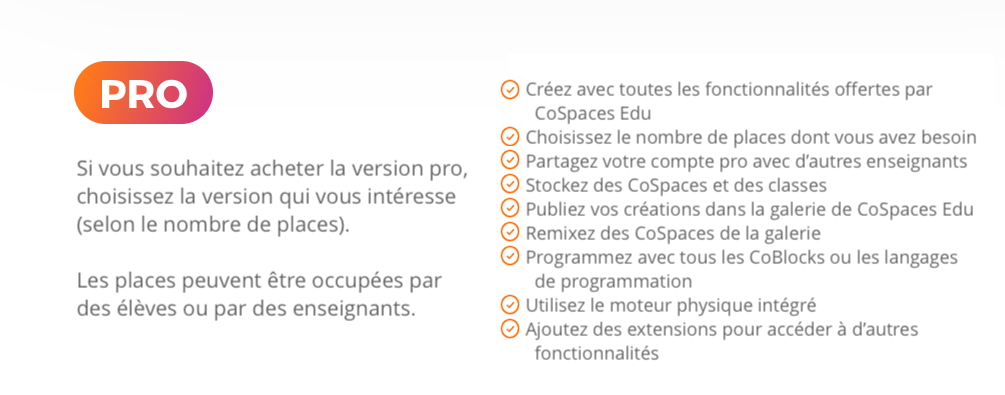 PRO
Si vous souhaitez acheter la version pro,
choisissez la version qui vous intéresse
(selon le nombre de places).
Les places peuvent être occupées par
des élèves ou par des enseignants.
Créez avec toutes les fonctionnalités offertes par
CoSpaces Edu
Choisissez le nombre de places dont vous avez besoin
Partagez votre compte pro avec d'autres enseignants
Stockez des CoSpaces et des classes
Publiez vos créations dans la galerie de CoSpaces Edu
Remixez des CoSpaces de la galerie
Programmez avec tous les CoBlocks ou les langages
de programmation
Utilisez le moteur physique intégré
Ajoutez des extensions pour accéder à d'autres
fonctionnalités